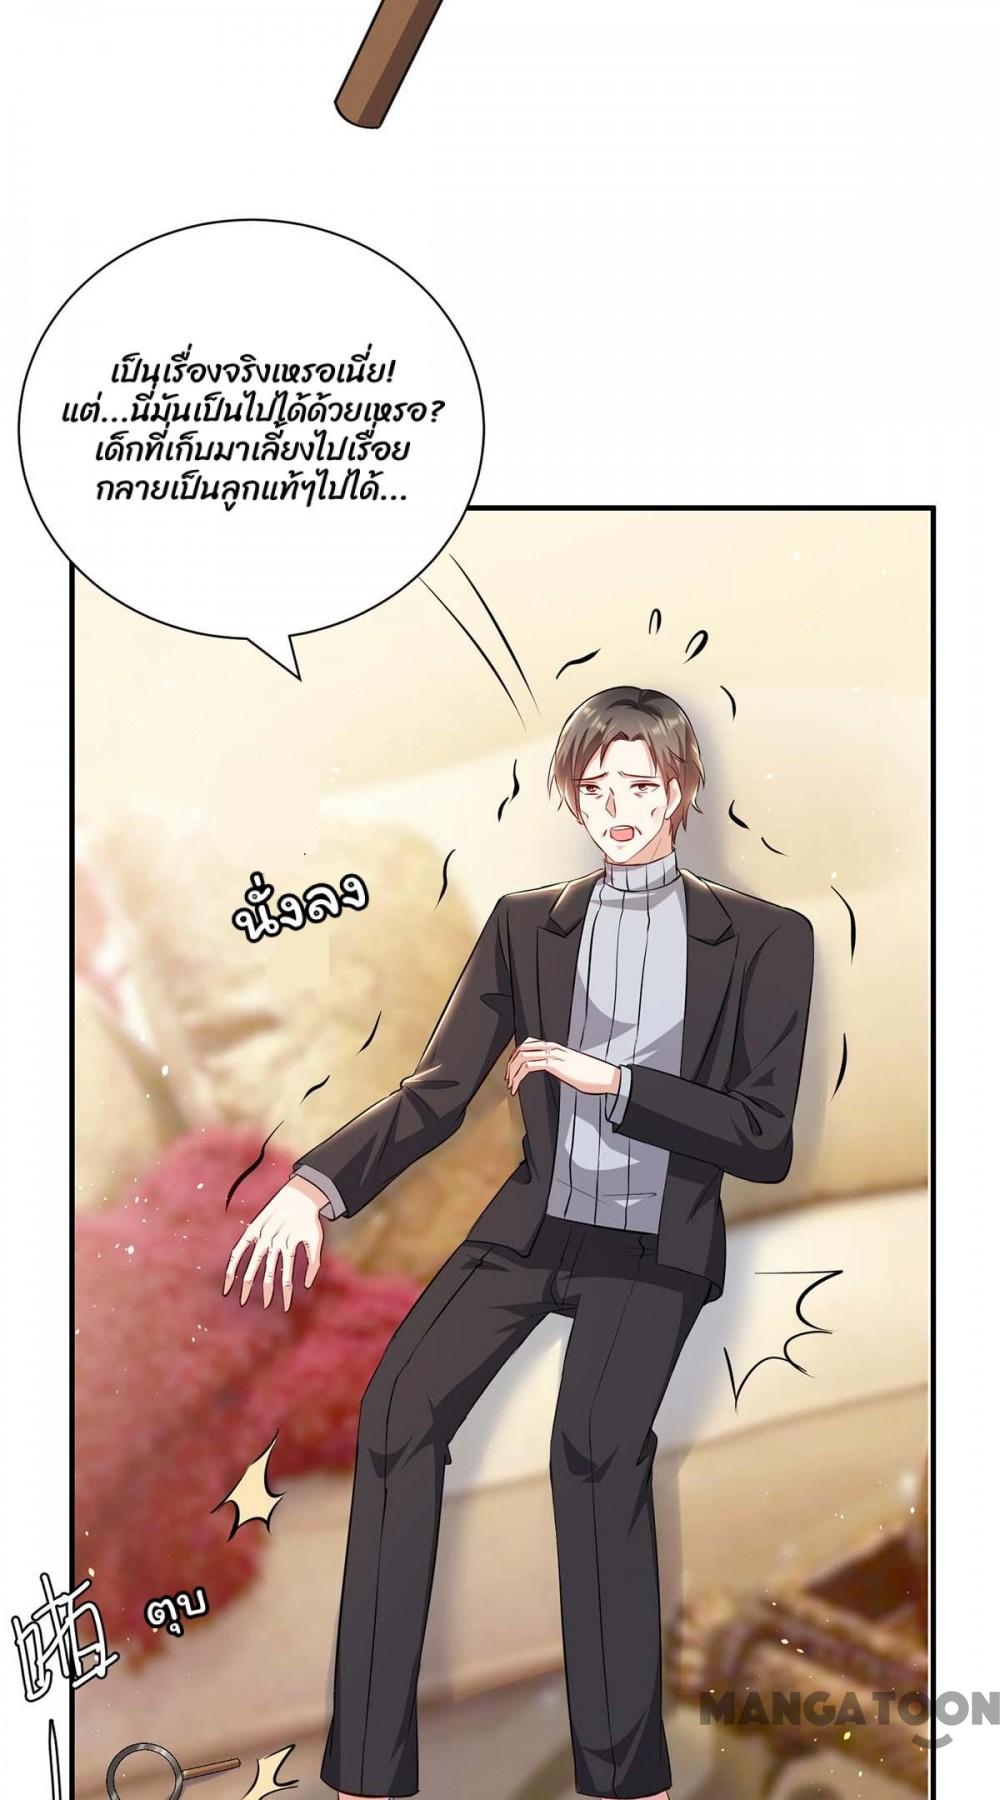 เป็นเรื่องจริงเหรอเนี่ย!
แต่...นี่มันเป็นไปได้ด้วยเหรอ?
เด็กที่เก็บมาเลี้ยงไปเรื่อย
กลายเป็นลูกแท้ๆไปได้...
นั่งลง
啪
ตุบ
MANGATOON